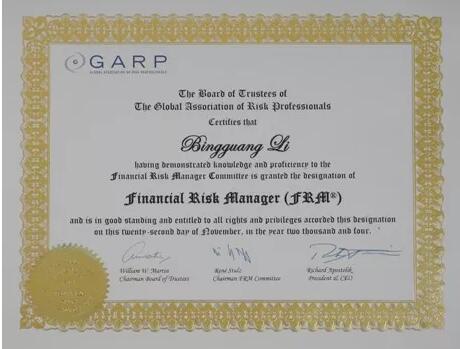 GARP
GLOBAL ASSOCIATION OF RISK PROFESSIONALS
The Board of Trustees of
The Global Association of Risk Professionals
Certifies that
Bingguang Li
having demonstrated knowledge and proficiency to the
Financial Risk Manager Committee is granted the designation of
Financial Risk Manager (FRM®)
and is in good standing and entitled to all rights and privileges accorded this designation
on this twenty-second day of November, in the year two thousand and four.
William W. Martin René Stulz Richard Apostolik
Chairman Board of Trustees Chairman FRM Committee President & CEO